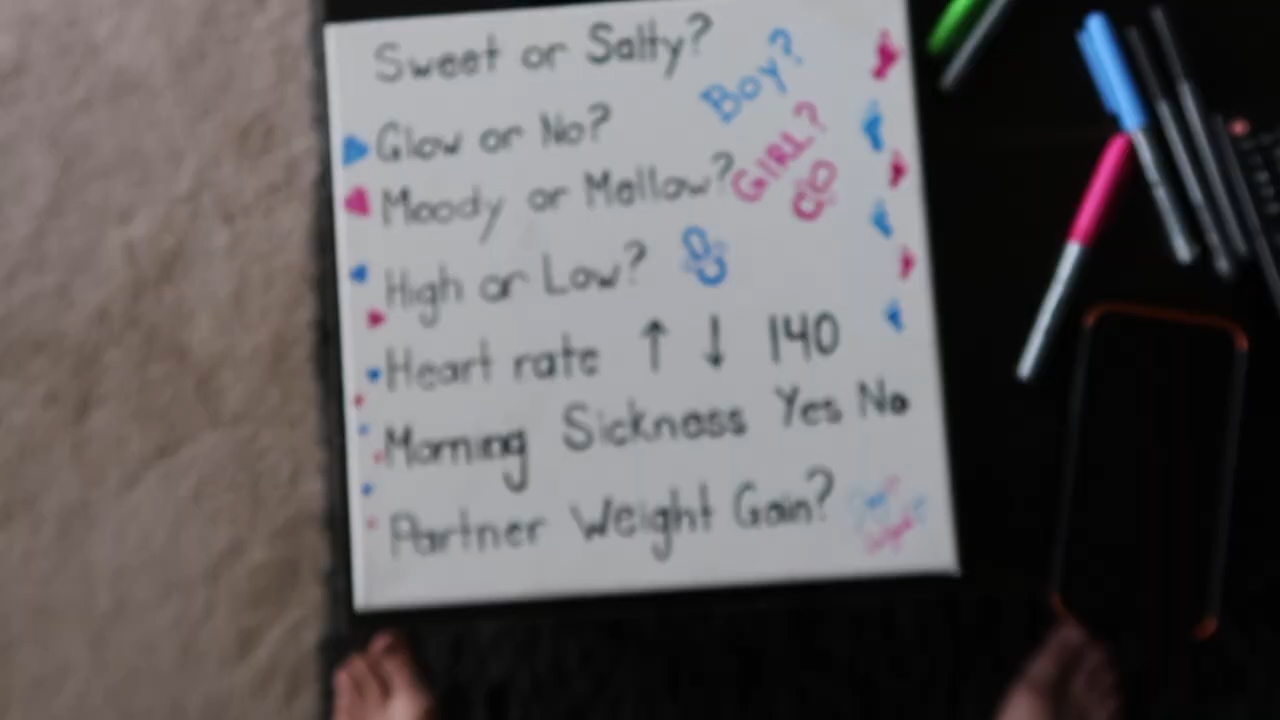 Sweet or Salty?
Boy?
Glow or No?
GIRL?
Moody or Mellow?
High or Low?
Heart rate ↑ ↓ 140
Morning Sickness Yes No
Partner Weight Gain?